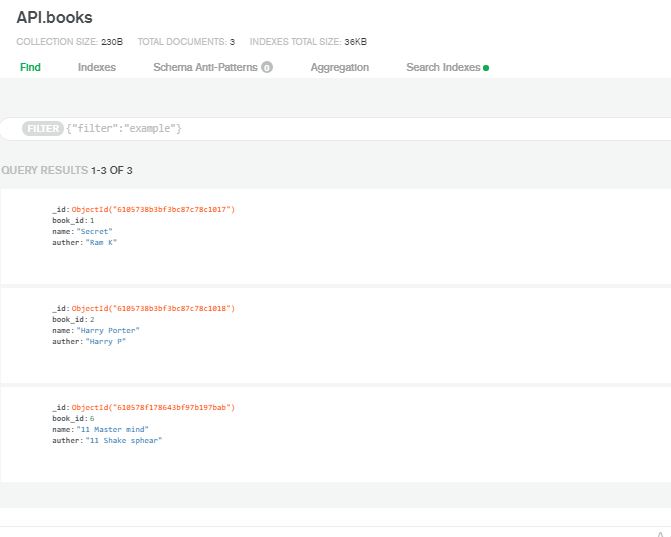 API.books
COLLECTION SIZE: 230B TOTAL DOCUMENTS: 3 INDEXES TOTAL SIZE: 36KB
Find Indexes Schema Anti-Patterns 0 Aggregation Search Indexes
FILTER {"filter":"example"}
QUERY RESULTS 1-3 OF 3
_id: ObjectId("6105738b3bf3bc87c78c1017")
book_id: 1
name: "Secret"
auther: "Ram K"
_id: ObjectId("6105738b3bf3bc87c78c1018")
book_id: 2
name: "Harry Porter"
auther: "Harry P"
_id: ObjectId("610578f178643bf97b197bab")
book_id: 6
name: "11 Master mind"
auther: "11 Shake sphear"